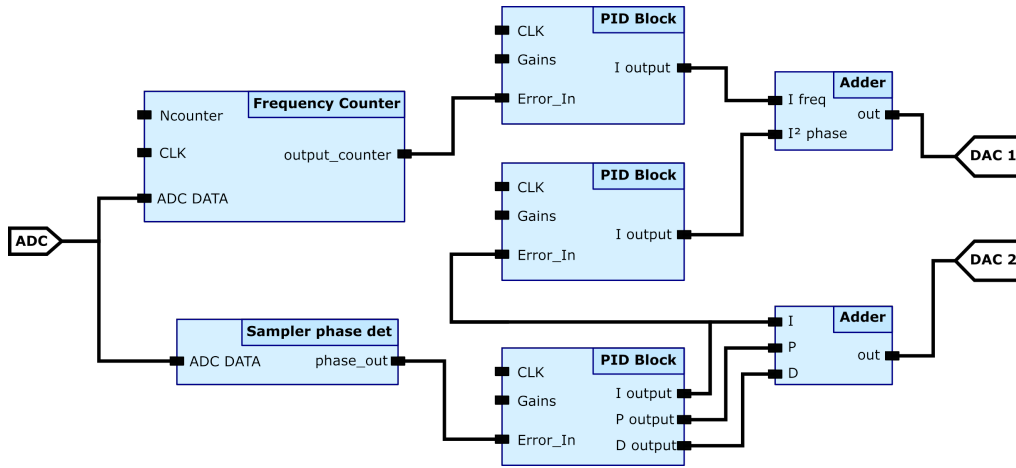 ADC
Frequency Counter
Ncounter
CLK
output_counter
ADC DATA
Sampler phase det
ADC DATA
phase_out
PID Block
CLK
Gains
I output
Error_In
PID Block
CLK
Gains
I output
Error_In
PID Block
CLK
Gains
I output
P output
Error_In
D output
Adder
I freq
out
I² phase
Adder
I
P
out
D
DAC 1
DAC 2